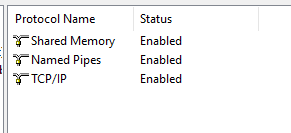 Protocol Name Status
Shared Memory Enabled
Named Pipes Enabled
TCP/IP Enabled